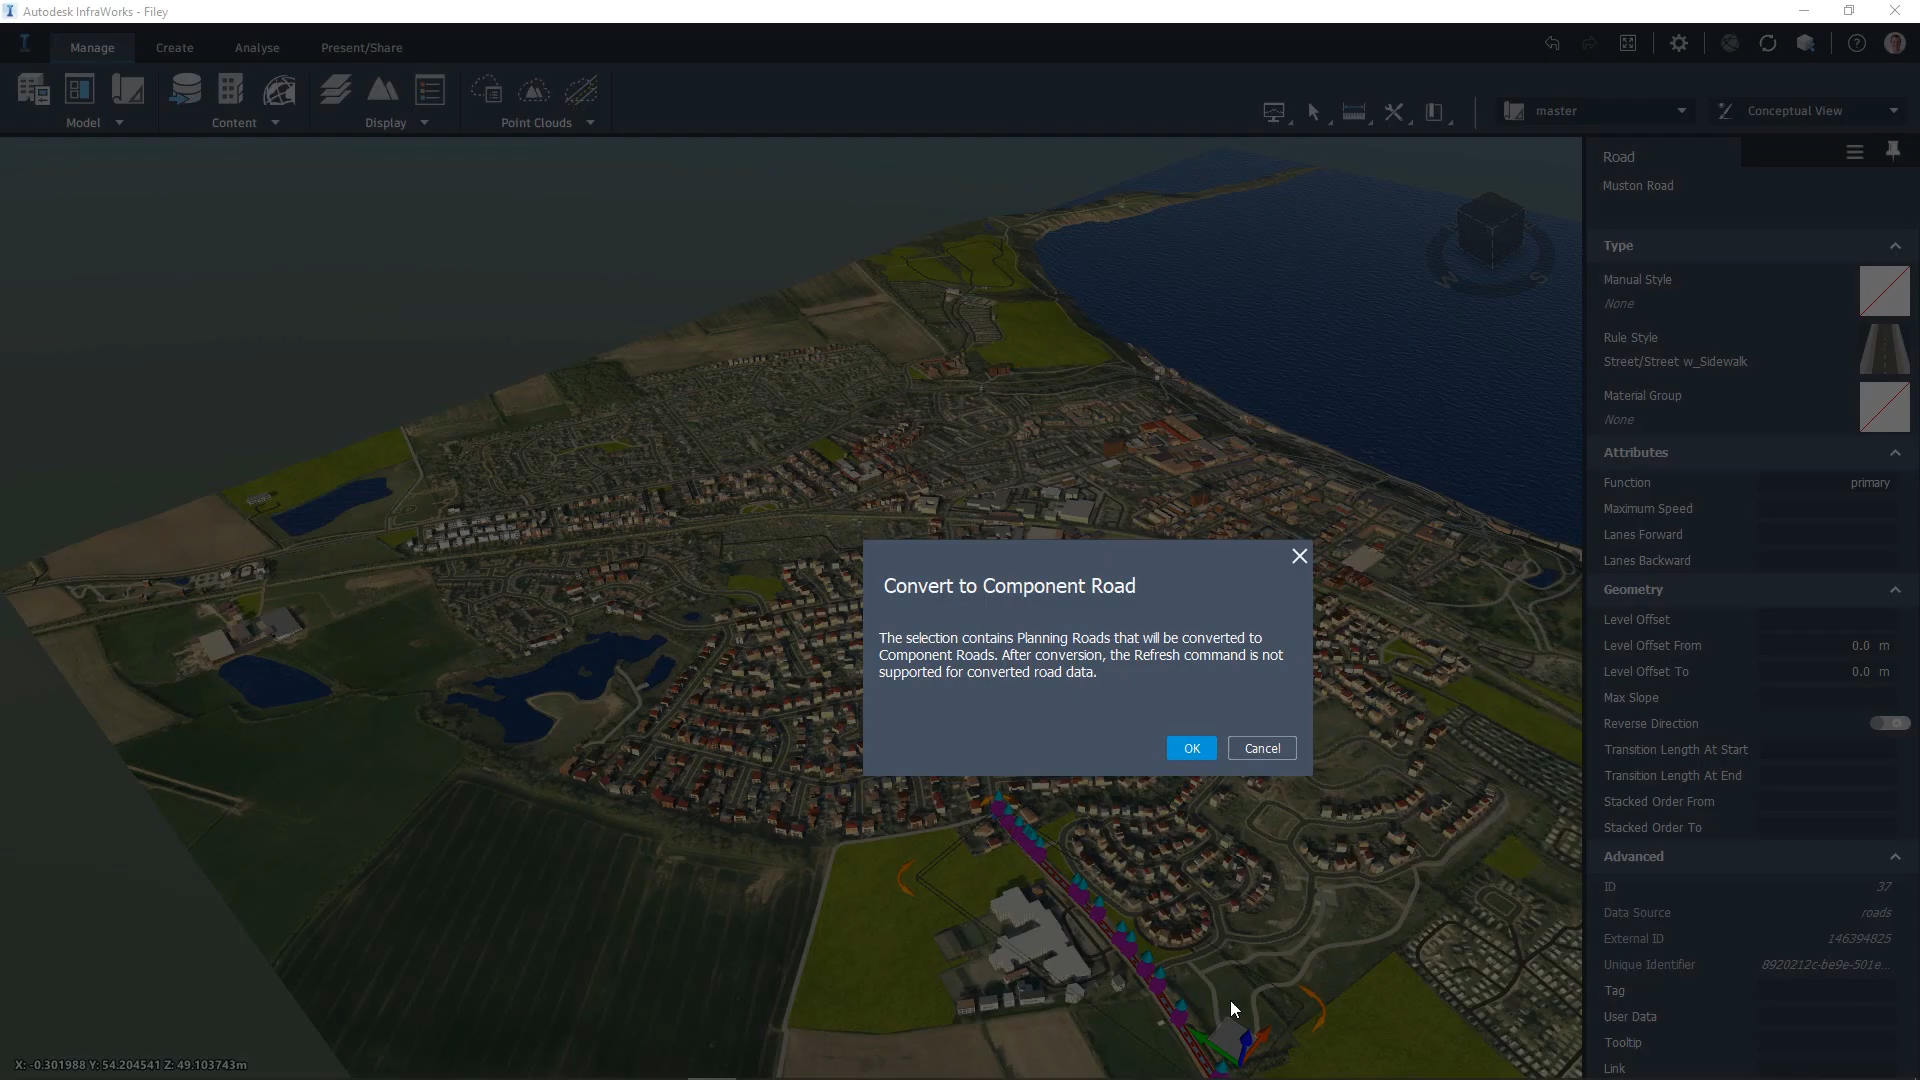 Autodesk InfraWorks - Filey
Manage
Create
Analyse
Present/Share
Model
Content
Display
Point Clouds
master
Conceptual View
Road
Muston Road
Type
Manual Style
None
Rule Style
Street/Street w_Sidewalk
Material Group
None
Attributes
Function primary
Maximum Speed
Lanes Forward
Lanes Backward
Geometry
Level Offset
Level Offset From 0.0 m
Level Offset To 0.0 m
Max Slope
Reverse Direction
Transition Length At Start
Transition Length At End
Stacked Order From
Stacked Order To
Advanced
ID 37
Data Source roads
External ID 146394825
Unique Identifier 8920212c-be9e-501e...
Tag
User Data
Tooltip
Link
W S
Convert to Component Road
The selection contains Planning Roads that will be converted to
Component Roads. After conversion, the Refresh command is not
supported for converted road data.
OK
Cancel
X: -0.301988 Y: 54.204541 Z: 49.103743m